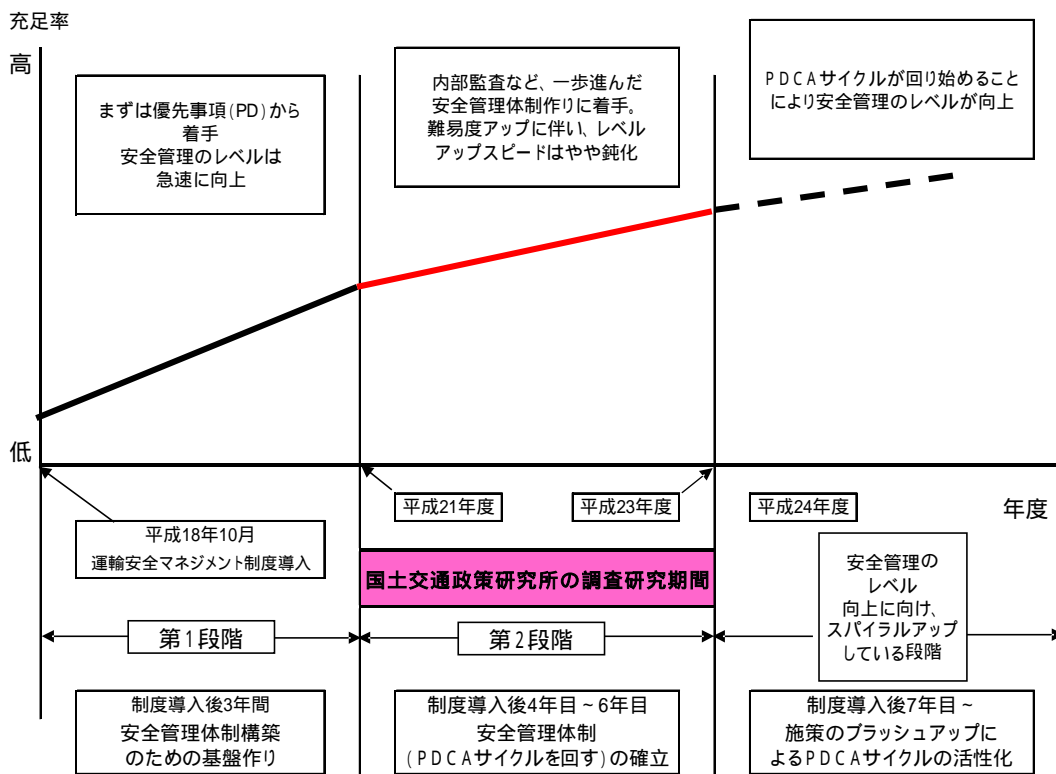 充足率
高
まずは優先事項(PD)から
着手
安全管理のレベルは
急速に向上
内部監査など、一歩進んだ
安全管理体制作りに着手。
難易度アップに伴い、レベル
アップスピードはやや鈍化
PDCAサイクルが回り始めること
により安全管理のレベルが向上
低
平成18年10月
運輸安全マネジメント制度導入
平成21年度
平成23年度
平成24年度
年度
国土交通政策研究所の調査研究期間
第1段階
第2段階
安全管理の
レベル
向上に向け、
スパイラルアップ
している段階
制度導入後3年間
安全管理体制構築
のための基盤作り
制度導入後4年目~6年目
安全管理体制
(PDCAサイクルを回す)の確立
制度導入後7年目~
施策のブラッシュアップに
よるPDCAサイクルの活性化